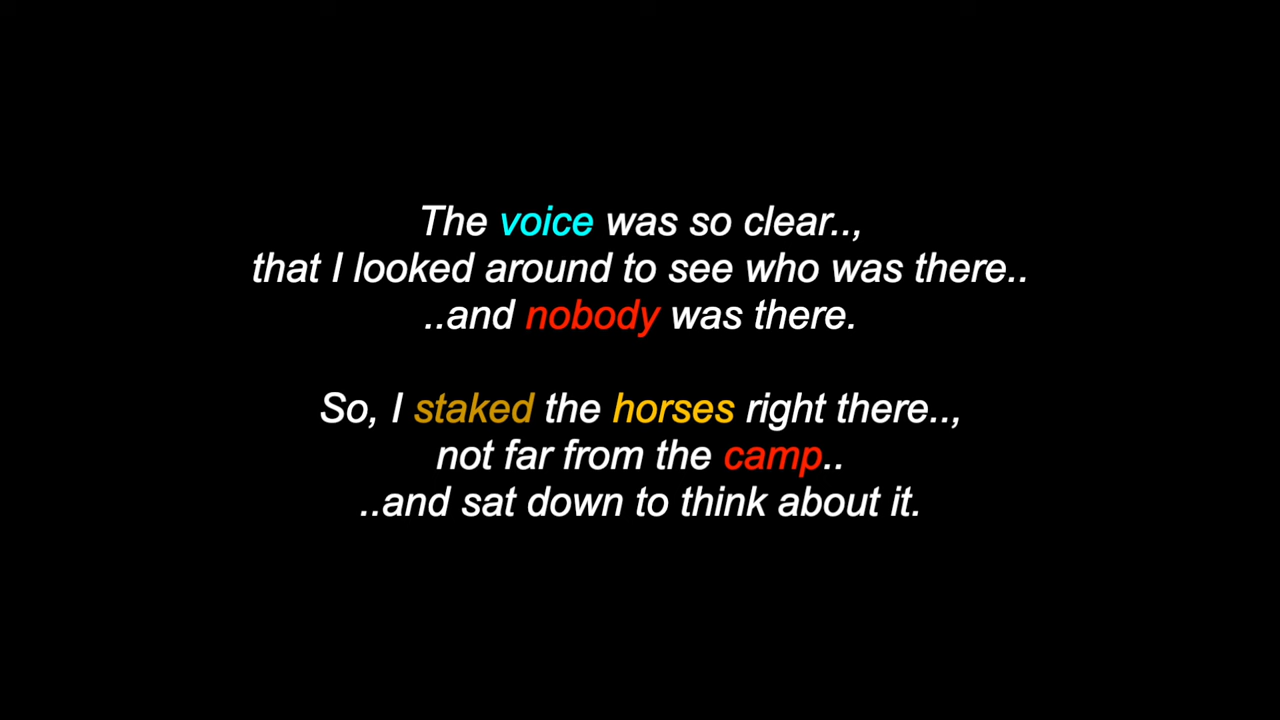 The voice was so clear..,
that I looked around to see who was there..
..and nobody was there.
So, I staked the horses right there..,
not far from the camp..
..and sat down to think about it.